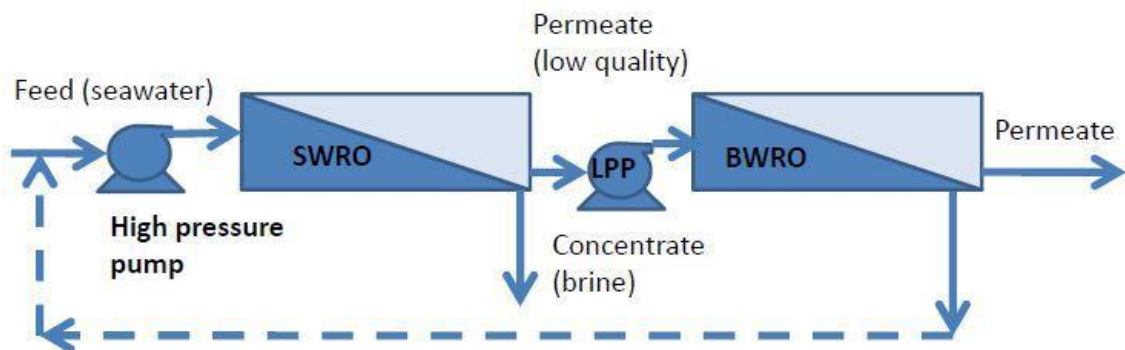 Permeate
(low quality)
Feed (seawater)
Permeate
SWRO
LPP
BWRO
High pressure
pump
Concentrate
(brine)